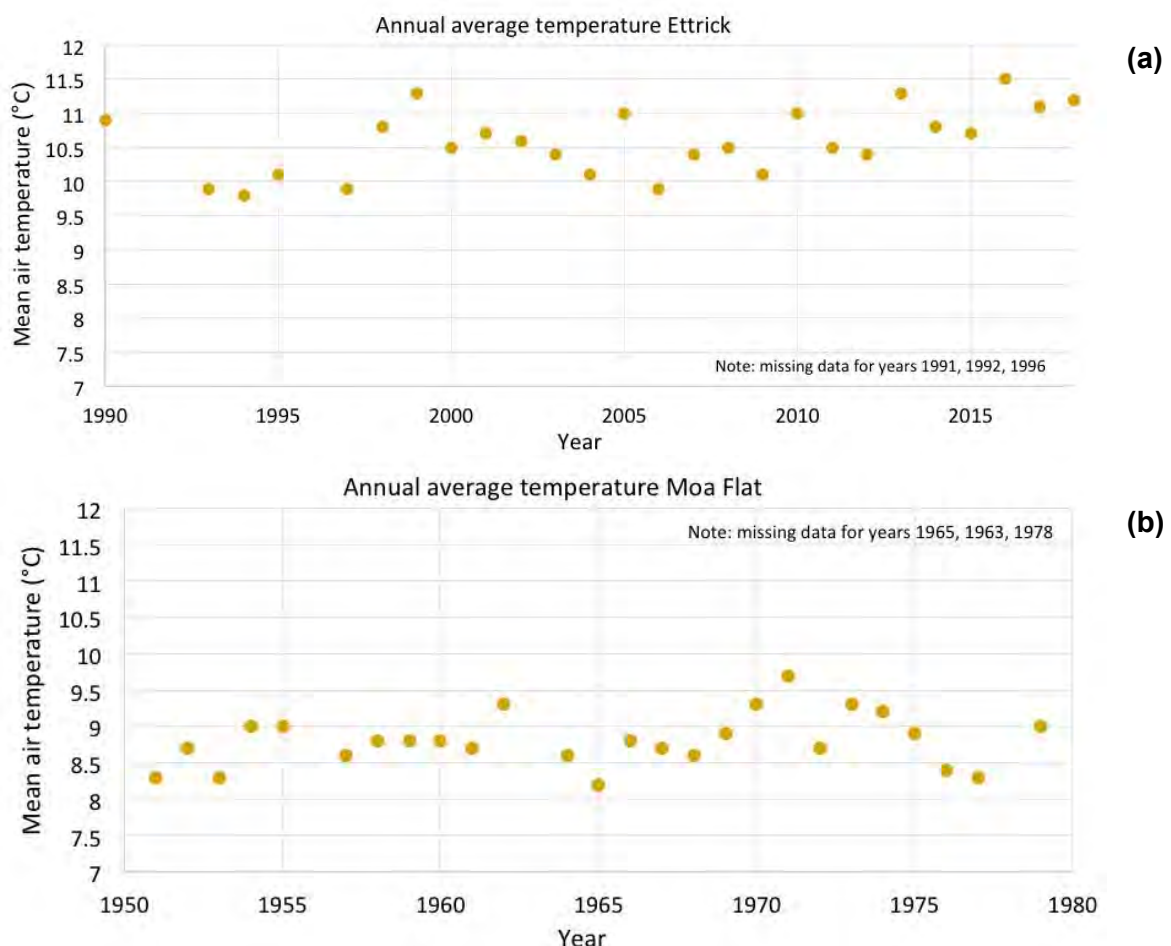 Annual average temperature Ettrick
(a)
Mean air temperature (°C)
12
11.5
11
10.5
10
9.5
9
8.5
8
7.5
7
Note: missing data for years 1991, 1992, 1996
1990 1995 2000 2005 2010 2015
Year
Annual average temperature Moa Flat
(b)
Mean air temperature (°C)
12
11.5
11
10.5
10
9.5
9
8.5
8
7.5
7
Note: missing data for years 1965, 1963, 1978
1950 1955 1960 1965 1970 1975 1980
Year